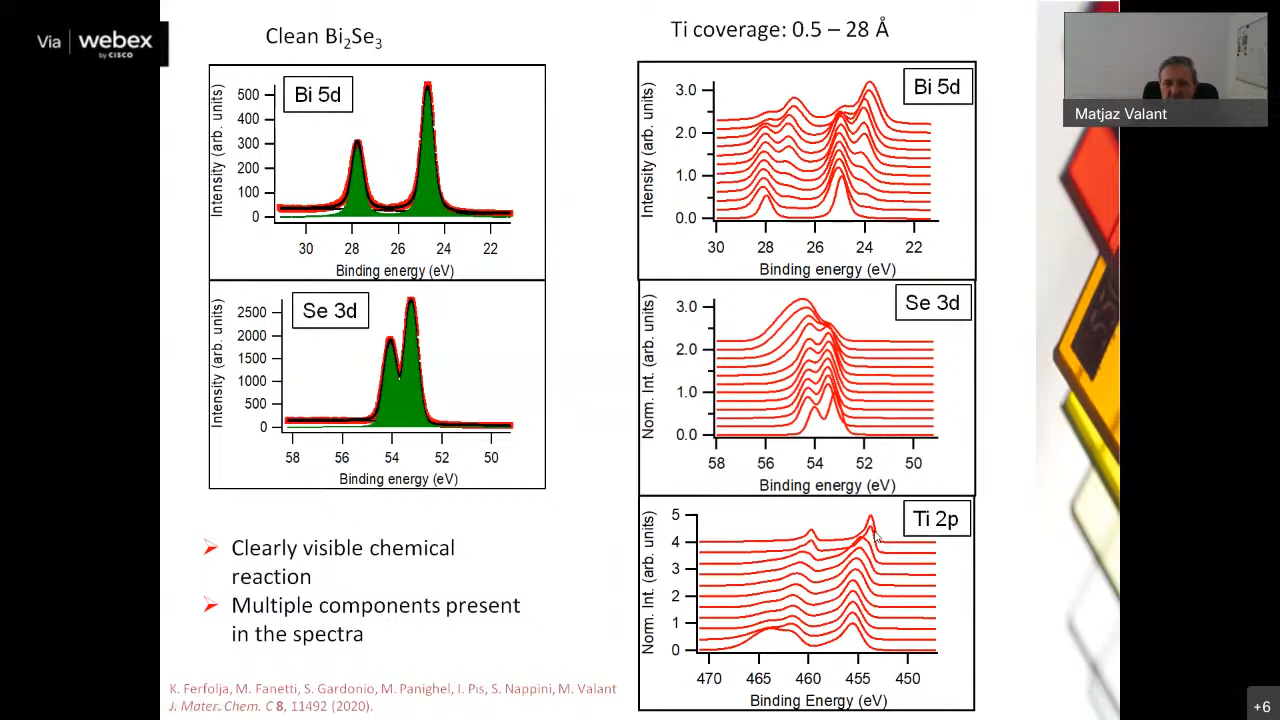 Via webex
by CISCO
Clean Bi₂Se₃
Ti coverage: 0.5 – 28 Å
Matjaz Valant
Bi 5d
Intensity (arb. units)
500
400
300
200
100
0
30 28 26 24 22
Binding energy (eV)
Se 3d
Intensity (arb. units)
2500
2000
1500
1000
500
0
58 56 54 52 50
Binding energy (eV)
Bi 5d
Intensity (arb. units)
3.0
2.0
1.0
0.0
30 28 26 24 22
Binding energy (eV)
Se 3d
Norm. Int. (arb. units)
3.0
2.0
1.0
0.0
58 56 54 52 50
Binding energy (eV)
Ti 2p
Norm. Int. (arb. units)
5
4
3
2
1
0
470 465 460 455 450
Binding Energy (eV)
Clearly visible chemical
reaction
Multiple components present
in the spectra
K. Ferfolja, M. Fanetti, S. Gardonio, M. Panighel, I. Pis, S. Nappini, M. Valant
J. Mater. Chem. C 8, 11492 (2020).
+6